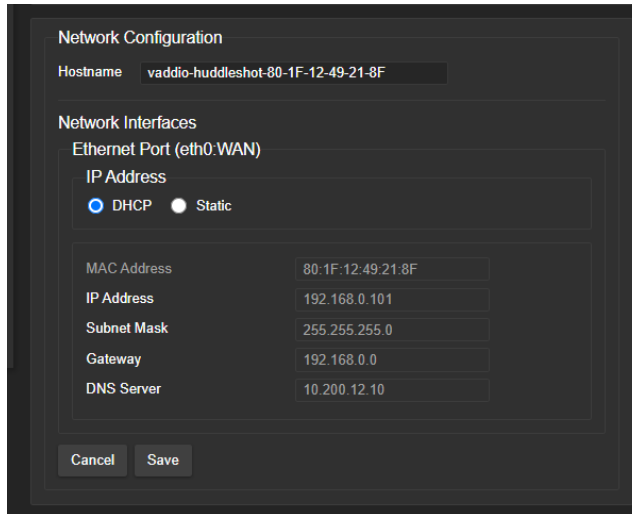 Network Configuration
Hostname vaddio-huddleshot-80-1F-12-49-21-8F
Network Interfaces
Ethernet Port (eth0:WAN)
IP Address
DHCP Static
MAC Address 80:1F:12:49:21:8F
IP Address 192.168.0.101
Subnet Mask 255.255.255.0
Gateway 192.168.0.0
DNS Server 10.200.12.10
Cancel Save